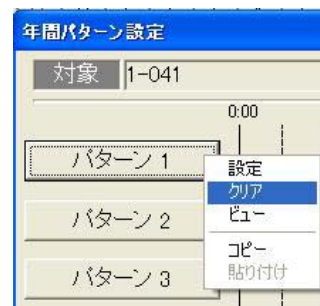 年間パターン設定
対象 1-041
0:00
パターン 1
設定
クリア
ビュー
パターン 2
コピー
貼り付け
パターン 3